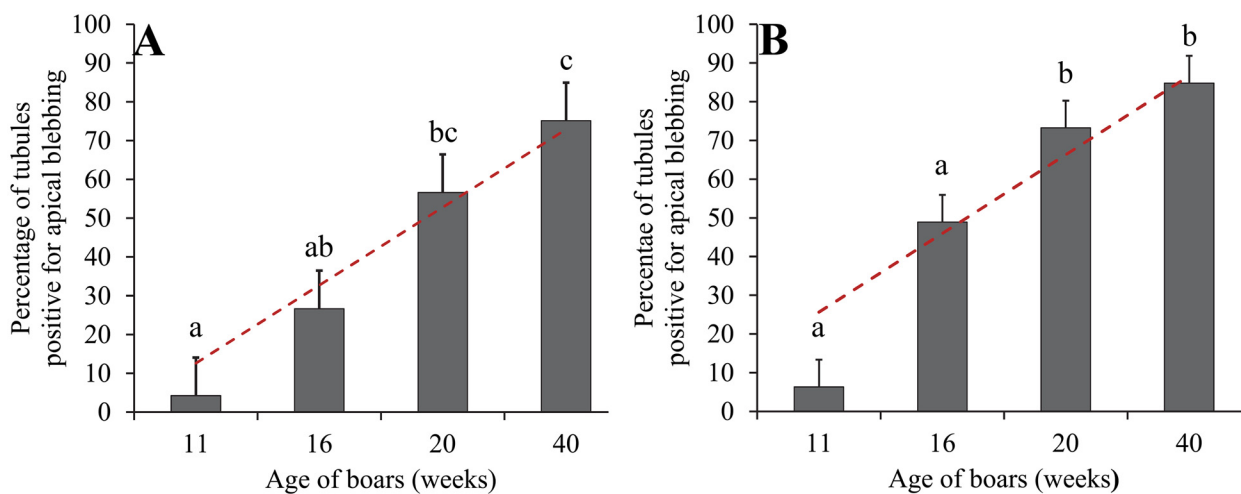 A
Percentage of tubules
positive for apical blebbing
100
90
80
70
60
50
40
30
20
10
0
a
ab
bc
c
11 16 20 40
Age of boars (weeks)
B
Percentae of tubules
positive for apical blebbing
100
90
80
70
60
50
40
30
20
10
0
a
a
b
b
11 16 20 40
Age of boars (weeks)